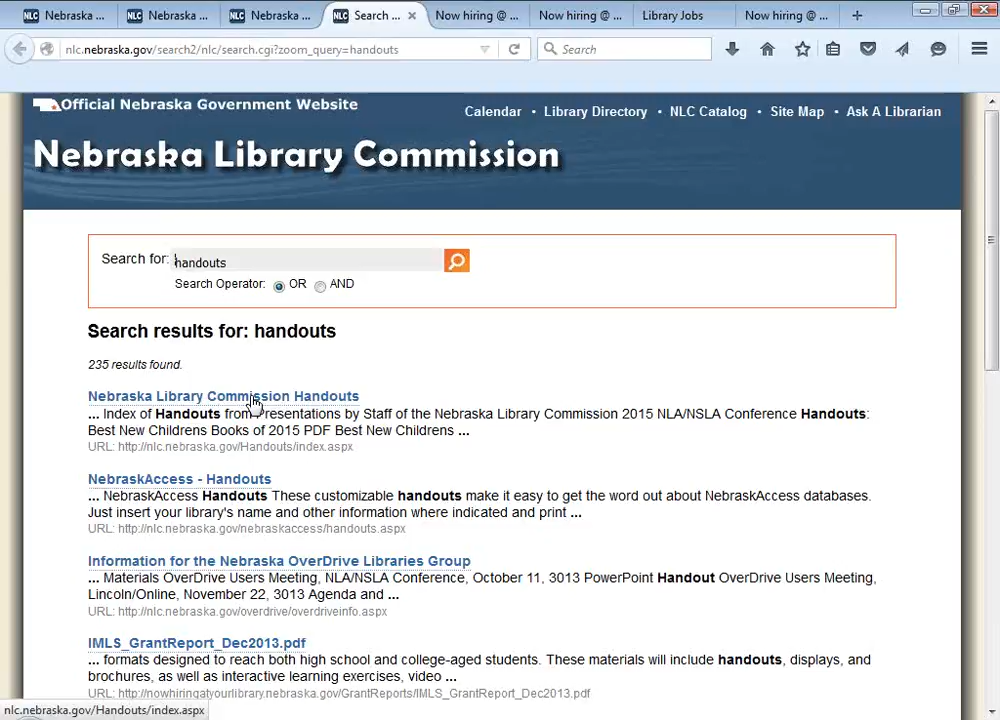 Nebraska ...
Nebraska ...
Nebraska ...
Search ...
Now hiring @ ...
Now hiring @ ...
Library Jobs
Now hiring @ ...
nlc.nebraska.gov/search2/nlc/search.cgi?zoom_query=handouts
Search
Official Nebraska Government Website
Calendar • Library Directory • NLC Catalog • Site Map • Ask A Librarian
Nebraska Library Commission
Search for: handouts
Search Operator: OR AND
Search results for: handouts
235 results found.
Nebraska Library Commission Handouts
... Index of Handouts from Presentations by Staff of the Nebraska Library Commission 2015 NLA/NSLA Conference Handouts:
Best New Childrens Books of 2015 PDF Best New Childrens ...
URL: http://nlc.nebraska.gov/Handouts/index.aspx
NebraskAccess - Handouts
... NebraskAccess Handouts These customizable handouts make it easy to get the word out about NebraskAccess databases.
Just insert your library's name and other information where indicated and print ...
URL: http://nlc.nebraska.gov/nebraskaccess/handouts.aspx
Information for the Nebraska OverDrive Libraries Group
... Materials OverDrive Users Meeting, NLA/NSLA Conference, October 11, 3013 PowerPoint Handout OverDrive Users Meeting,
Lincoln/Online, November 22, 3013 Agenda and ...
URL: http://nlc.nebraska.gov/overdrive/overdriveinfo.aspx
IMLS_GrantReport_Dec2013.pdf
... formats designed to reach both high school and college-aged students. These materials will include handouts, displays, and
brochures, as well as interactive learning exercises, video ...
URL: http://nowhiringatyourlibrary.nebraska.gov/GrantReports/IMLS_GrantReport_Dec2013.pdf
nlc.nebraska.gov/Handouts/index.aspx